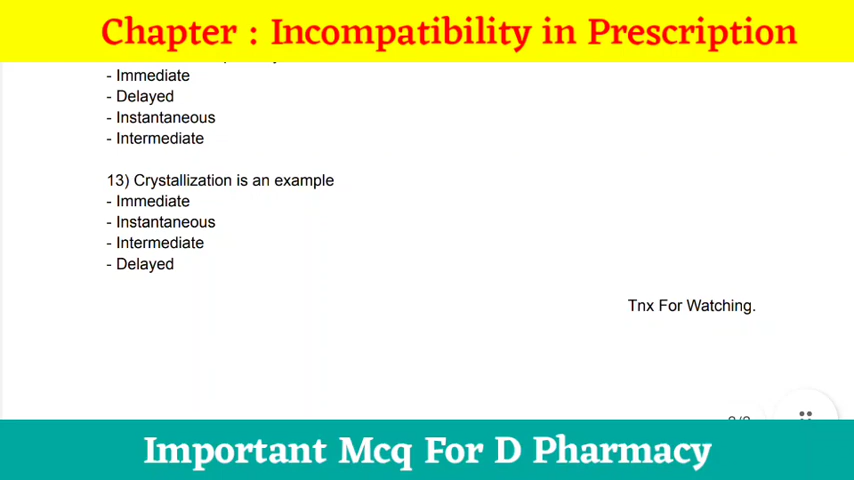 Chapter : Incompatibility in Prescription
- Immediate
- Delayed
- Instantaneous
- Intermediate
13) Crystallization is an example
- Immediate
- Instantaneous
- Intermediate
- Delayed
Tnx For Watching.
Important Mcq For D Pharmacy